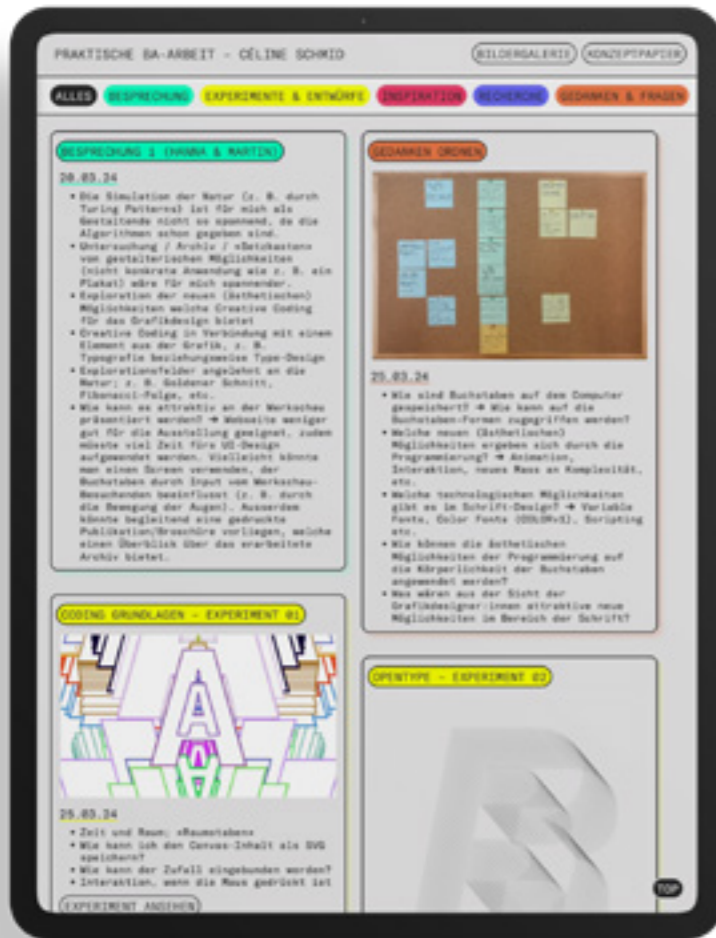 PRAKTISCHE BA-ARBEIT – CÉLINE SCHMID
BILDERGALERIE
KONZEPTPAPIER
ALLES
BESPRECHUNG
EXPERIMENTE & ENTWÜRFE
INSPIRATION
RECHERCHE
GEDANKEN & FRAGEN
BESPRECHUNG 1 (HANNA & MARTIN)
20.03.24
• Die Simulation der Natur (z. B. durch
Turing Patterns) ist für mich als
Gestaltende nicht so spannend, da die
Algorithmen schon gegeben sind.
• Untersuchung / Archiv / «Setzkasten»
von gestalterischen Möglichkeiten
(nicht konkrete Anwendung wie z. B. ein
Plakat) wäre für mich spannender.
• Exploration der neuen (ästhetischen)
Möglichkeiten welche Creative Coding
für das Grafikdesign bietet
• Creative Coding in Verbindung mit einem
Element aus der Grafik, z. B.
Typografie beziehungsweise Type-Design
• Explorationsfelder angelehnt an die
Natur; z. B. Goldener Schnitt,
Fibonacci-Folge, etc.
• Wie kann es attraktiv an der Werkschau
präsentiert werden? → Webseite weniger
gut für die Ausstellung geeignet, zudem
müsste viel Zeit fürs UI-Design
aufgewendet werden. Vielleicht könnte
man einen Screen verwenden, der
Buchstaben durch Input vom Werkschau-
Besuchenden beeinflusst (z. B. durch
die Bewegung der Augen). Ausserdem
könnte begleitend eine gedruckte
Publikation/Broschüre vorliegen, welche
einen Überblick über das erarbeitete
Archiv bietet.
GEDANKEN ORDNEN
25.03.24
• Wie sind Buchstaben auf dem Computer
gespeichert? → Wie kann auf die
Buchstaben-Formen zugegriffen werden?
• Welche neuen (ästhetischen)
Möglichkeiten ergeben sich durch die
Programmierung? → Animation,
Interaktion, neues Mass an Komplexität,
etc.
• Welche technologischen Möglichkeiten
gibt es im Schrift-Design? → Variable
Fonts, Color Fonts (COLRv1), Scripting
etc.
• Wie können die ästhetischen
Möglichkeiten der Programmierung auf
die Körperlichkeit der Buchstaben
angewendet werden?
• Was wären aus der Sicht der
Grafikdesigner:innen attraktive neue
Möglichkeiten im Bereich der Schrift?
CODING GRUNDLAGEN – EXPERIMENT 01
A
25.03.24
• Zeit und Raum; «Raumstaben»
• Wie kann ich den Canvas-Inhalt als SVG
speichern?
• Wie kann der Zufall eingebunden werden?
• Interaktion, wenn die Maus gedrückt ist
EXPERIMENT ANSEHEN
OPENTYPE – EXPERIMENT 02
B
TOP